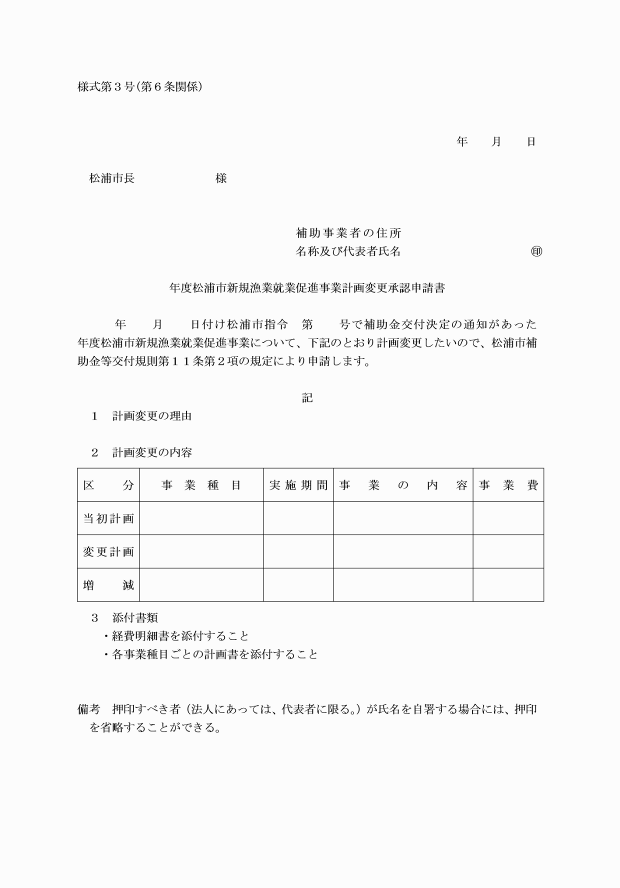 様式第３号(第６条関係)
年　　月　　日
松浦市長　　　　　　　様
補助事業者の住所
名称及び代表者氏名　　　　　　　　　　　㊞
年度松浦市新規漁業就業促進事業計画変更承認申請書
年　　月　　日付け松浦市指令　第　　号で補助金交付決定の通知があった
年度松浦市新規漁業就業促進事業について、下記のとおり計画変更したいので、松浦市補
助金等交付規則第１１条第２項の規定により申請します。
記
１　計画変更の理由
２　計画変更の内容
区　分　事業種目　実施期間　事業の内容　事業費
当初計画
変更計画
増　減
３　添付書類
・経費明細書を添付すること
・各事業種目ごとの計画書を添付すること
備考　押印すべき者（法人にあっては、代表者に限る。）が氏名を自署する場合には、押印
を省略することができる。